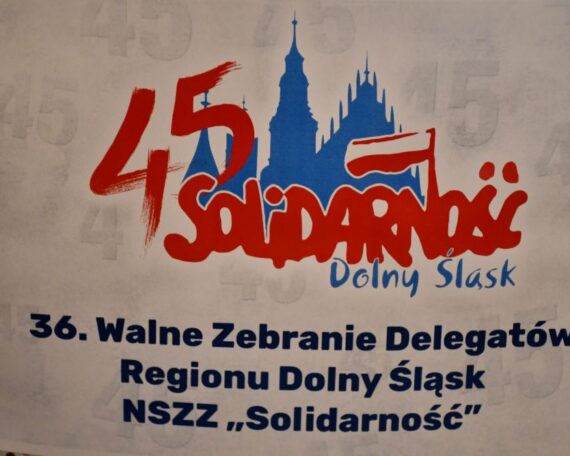 45
SOLIDARNOŚĆ
Dolny Śląsk
36. Walne Zebranie Delegatów
Regionu Dolny Śląsk
NSZZ „Solidarność”